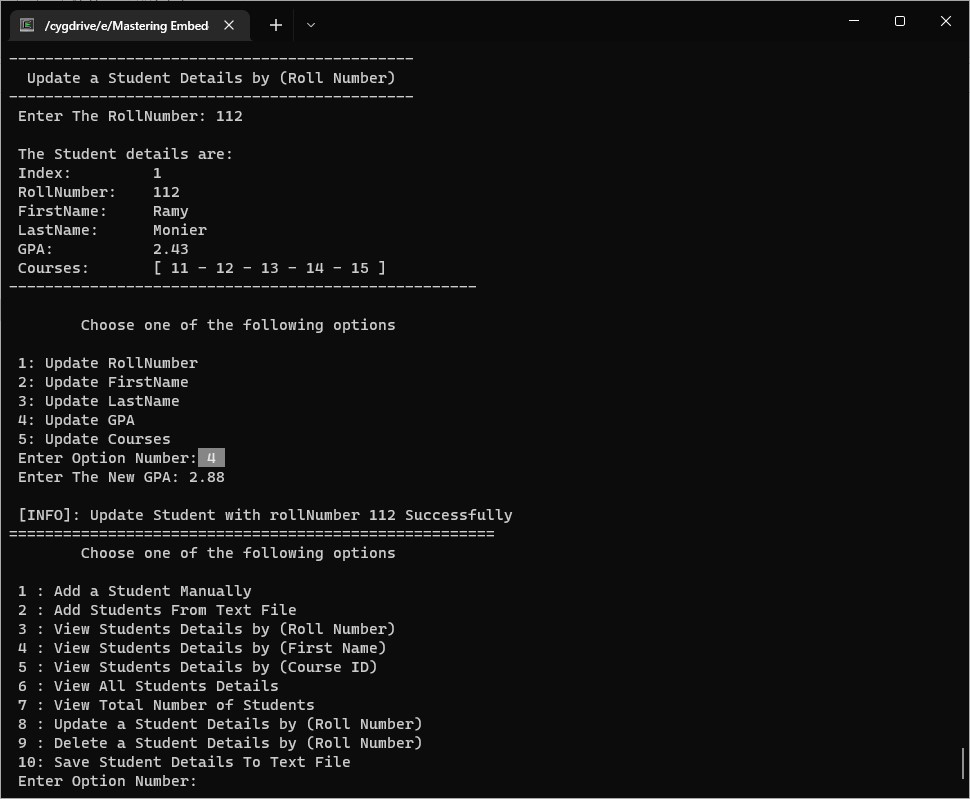 /cygdrive/e/Mastering Embed
---------------------------------------------
Update a Student Details by (Roll Number)
---------------------------------------------
Enter The RollNumber: 112
The Student details are:
Index: 1
RollNumber: 112
FirstName: Ramy
LastName: Monier
GPA: 2.43
Courses: [ 11 - 12 - 13 - 14 - 15 ]
----------------------------------------------------
Choose one of the following options
1: Update RollNumber
2: Update FirstName
3: Update LastName
4: Update GPA
5: Update Courses
Enter Option Number: 4
Enter The New GPA: 2.88
[INFO]: Update Student with rollNumber 112 Successfully
======================================================
Choose one of the following options
1 : Add a Student Manually
2 : Add Students From Text File
3 : View Students Details by (Roll Number)
4 : View Students Details by (First Name)
5 : View Students Details by (Course ID)
6 : View All Students Details
7 : View Total Number of Students
8 : Update a Student Details by (Roll Number)
9 : Delete a Student Details by (Roll Number)
10: Save Student Details To Text File
Enter Option Number: